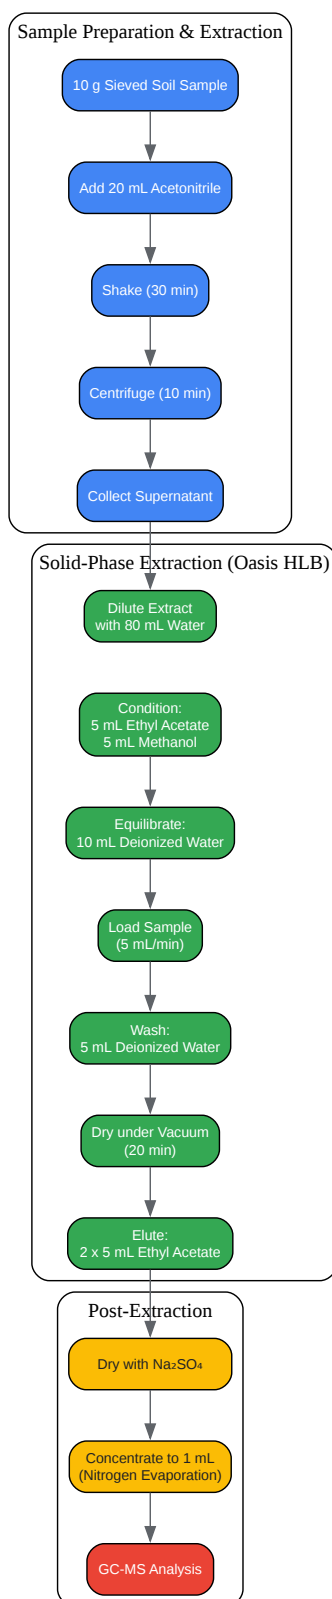 Sample Preparation & Extraction
10 g Sieved Soil Sample
Add 20 mL Acetonitrile
Shake (30 min)
Centrifuge (10 min)
Collect Supernatant
Solid-Phase Extraction (Oasis HLB)
Dilute Extract
with 80 mL Water
Condition:
5 mL Ethyl Acetate
5 mL Methanol
Equilibrate:
10 mL Deionized Water
Load Sample
(5 mL/min)
Wash:
5 mL Deionized Water
Dry under Vacuum
(20 min)
Elute:
2 x 5 mL Ethyl Acetate
Post-Extraction
Dry with Na₂SO₄
Concentrate to 1 mL
(Nitrogen Evaporation)
GC-MS Analysis